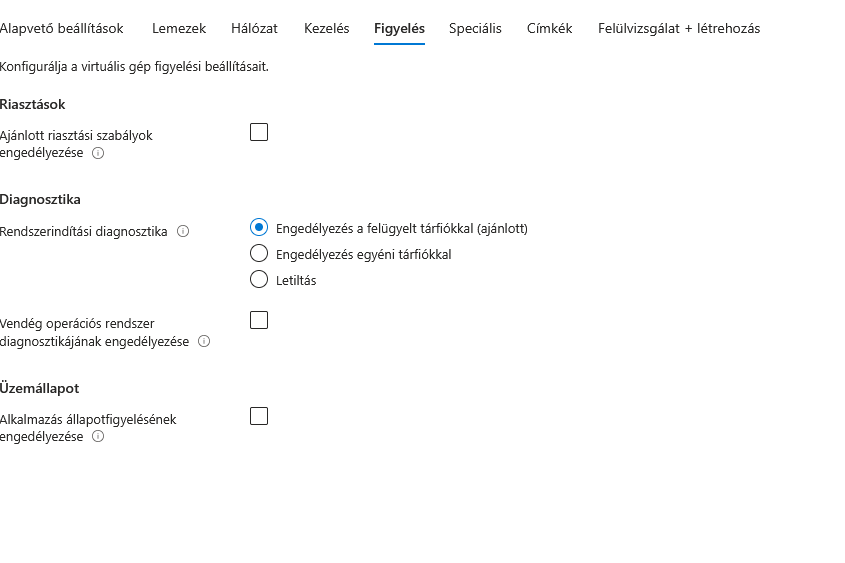 Alapvető beállítások Lemezek Hálózat Kezelés Figyelés Speciális Címkék Felülvizsgálat + létrehozás
Konfigurálja a virtuális gép figyelési beállításait.
Riasztások
Ajánlott riasztási szabályok
engedélyezése
Diagnosztika
Rendszerindítási diagnosztika
Engedélyezés a felügyelt tárfiókkal (ajánlott)
Engedélyezés egyéni tárfiókkal
Letiltás
Vendég operációs rendszer
diagnosztikájának engedélyezése
Üzemállapot
Alkalmazás állapotfigyelésének
engedélyezése